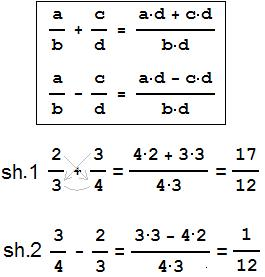 a/b + c/d = a·d + c·d/b·d
a/b - c/d = a·d - c·d/b·d
sh.1 2/3 + 3/4 = 4·2 + 3·3/4·3 = 17/12
sh.2 3/4 - 2/3 = 3·3 - 4·2/4·3 = 1/12